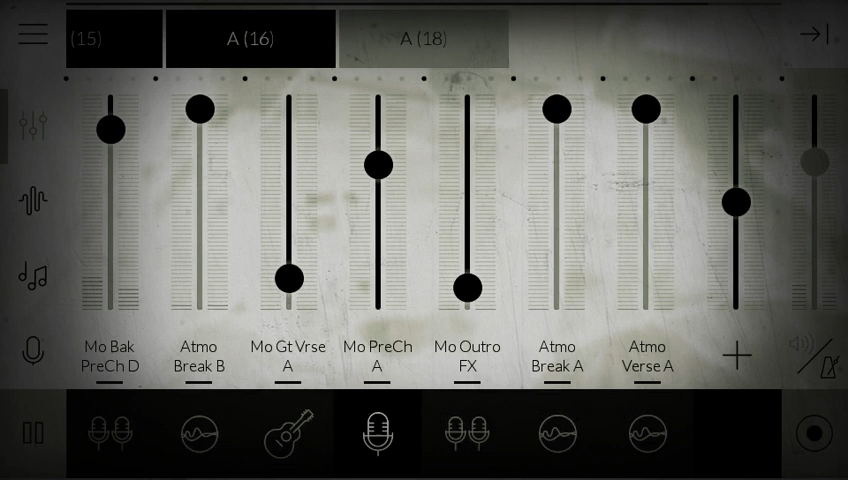 (15)
A (16)
A (18)
Mo Bak
PreCh D
Atmo
Break B
Mo Gt Vrse
A
Mo PreCh
A
Mo Outro
FX
Atmo
Break A
Atmo
Verse A